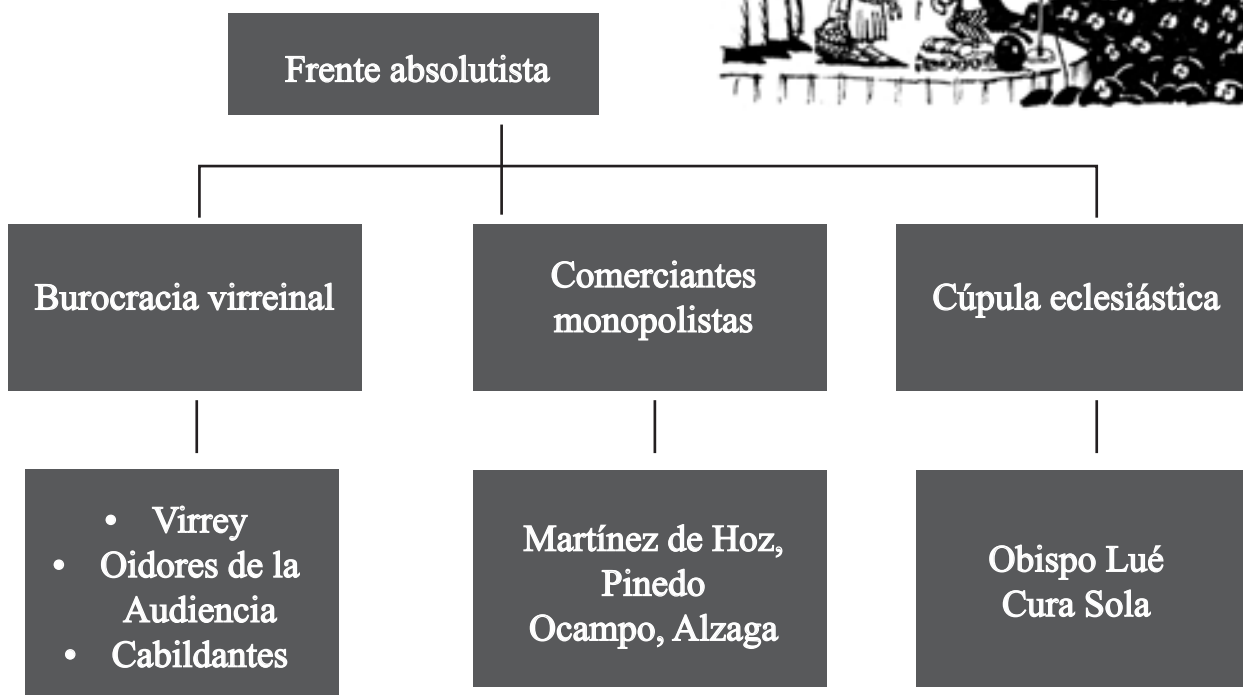 Frente absolutista
Burocracia virreinal
Comerciantes
monopolistas
Cúpula eclesiástica
• Virrey
• Oidores de la
Audiencia
• Cabildantes
Martínez de Hoz,
Pinedo
Ocampo, Alzaga
Obispo Lué
Cura Sola